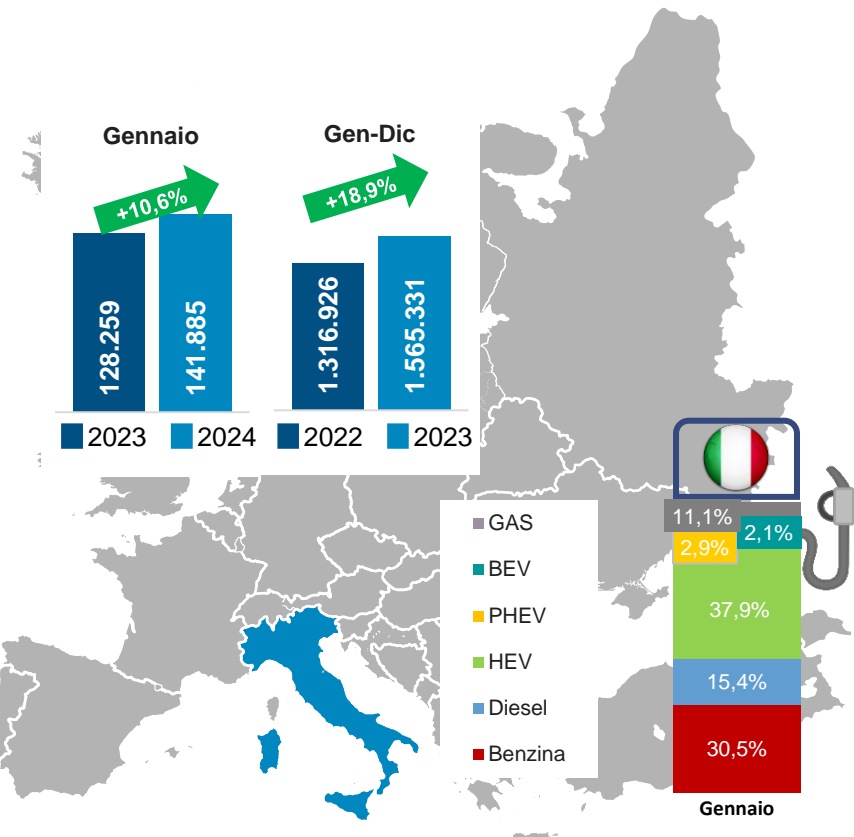 Gennaio
Gen-Dic
+10,6%
+18,9%
128.259
141.885
1.316.926
1.565.331
2023
2024
2022
2023
GAS
BEV
PHEV
HEV
Diesel
Benzina
11,1%
2,1%
2,9%
37,9%
15,4%
30,5%
Gennaio